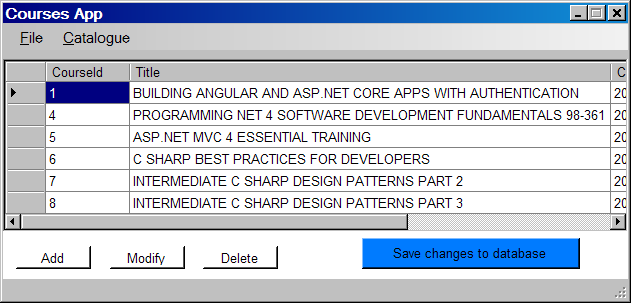 Courses App
File Catalogue
CourseId Title C
1 BUILDING ANGULAR AND ASP.NET CORE APPS WITH AUTHENTICATION 20
4 PROGRAMMING NET 4 SOFTWARE DEVELOPMENT FUNDAMENTALS 98-361 20
5 ASP.NET MVC 4 ESSENTIAL TRAINING 20
6 C SHARP BEST PRACTICES FOR DEVELOPERS 20
7 INTERMEDIATE C SHARP DESIGN PATTERNS PART 2 20
8 INTERMEDIATE C SHARP DESIGN PATTERNS PART 3 20
Add Modify Delete Save changes to database